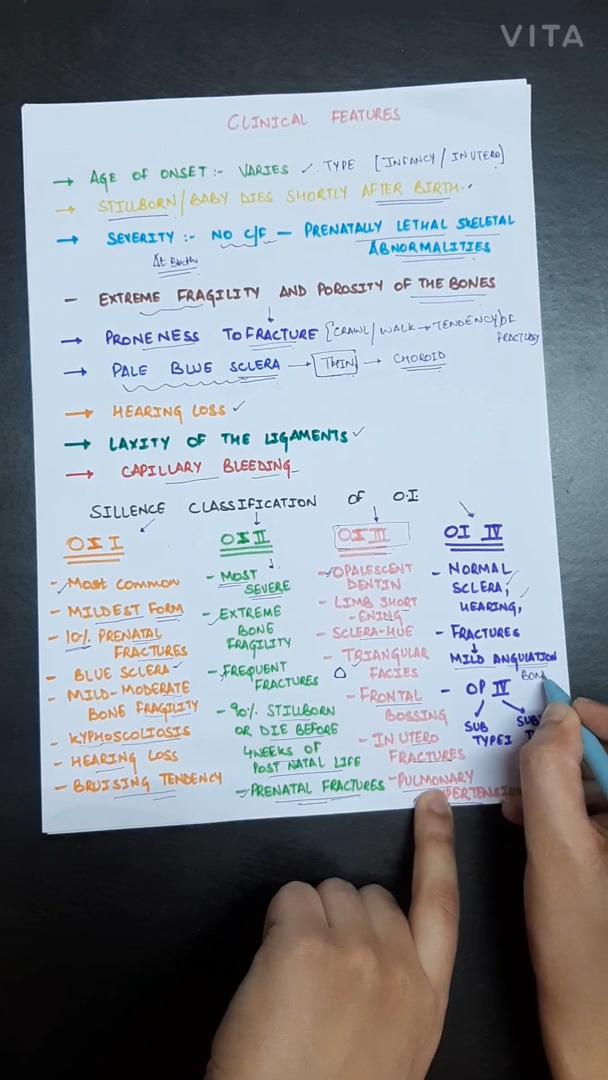 VITA
CLINICAL FEATURES
→ AGE OF ONSET :- VARIES ✓ TYPE [INFANCY / IN UTERO]
→ STILLBORN / BABY DIES SHORTLY AFTER BIRTH.
→ SEVERITY :- NO C/F — PRENATALLY LETHAL SKELETAL
At Birth
ABNORMALITIES
- EXTREME FRAGILITY AND POROSITY OF THE BONES
→ PRONENESS TO FRACTURE [CRAWL / WALK → TENDENCY OF
FRACTURE]
→ PALE BLUE SCLERA → THIN → CHOROID
→ HEARING LOSS ✓
→ LAXITY OF THE LIGAMENTS ✓
→ CAPILLARY BLEEDING
SILLENCE CLASSIFICATION OF O.I
OI I
- MOST COMMON
- MILDEST FORM
- 10% PRENATAL
FRACTURES
- BLUE SCLERA ✓
- MILD-MODERATE
BONE FRAGILITY
- KYPHOSCOLIOSIS
- HEARING LOSS
- BRUISING TENDENCY
OI II
- MOST
SEVERE
- EXTREME
BONE
FRAGILITY
- FREQUENT
FRACTURES
- 90% STILLBORN
OR DIE BEFORE
4WEEKS OF
POST NATAL LIFE
- PRENATAL FRACTURES
OI III
- OPALESCENT
DENTIN
- LIMB SHORT
-ENING
- SCLERA-HUE
- TRIANGULAR
FACIES
- FRONTAL
BOSSING
- IN UTERO
FRACTURES
- PULMONARY
OI IV
- NORMAL
SCLERA,
HEARING,
- FRACTURES
↓
MILD ANGULATION
BON
- OP IV
SUB
TYPE I